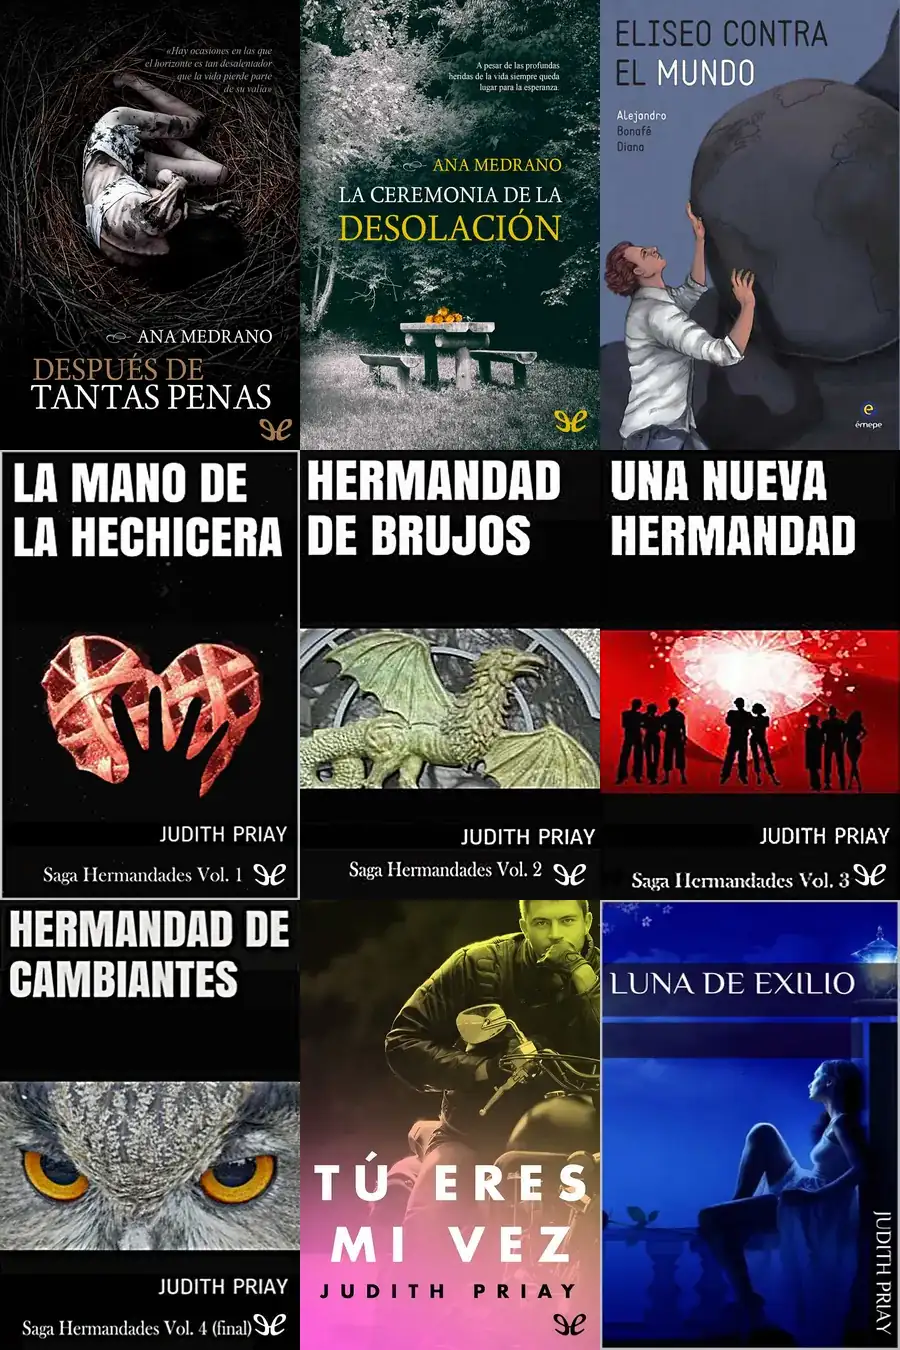 «Hay ocasiones en las que
el horizonte es tan desalentador
que la vida pierde parte
de su valía»
ANA MEDRANO
DESPUÉS DE
TANTAS PENAS
A pesar de las profundas
heridas de la vida siempre queda
lugar para la esperanza.
ANA MEDRANO
LA CEREMONIA DE LA
DESOLACIÓN
ELISEO CONTRA
EL MUNDO
Alejandro
Bonafé
Diana
e
émepe
LA MANO DE
LA HECHICERA
JUDITH PRIAY
Saga Hermandades Vol. 1
HERMANDAD
DE BRUJOS
JUDITH PRIAY
Saga Hermandades Vol. 2
UNA NUEVA
HERMANDAD
JUDITH PRIAY
Saga Hermandades Vol. 3
HERMANDAD DE
CAMBIANTES
JUDITH PRIAY
Saga Hermandades Vol. 4 (final)
TÚ ERES
MI VEZ
JUDITH PRIAY
LUNA DE EXILIO
JUDITH PRIAY